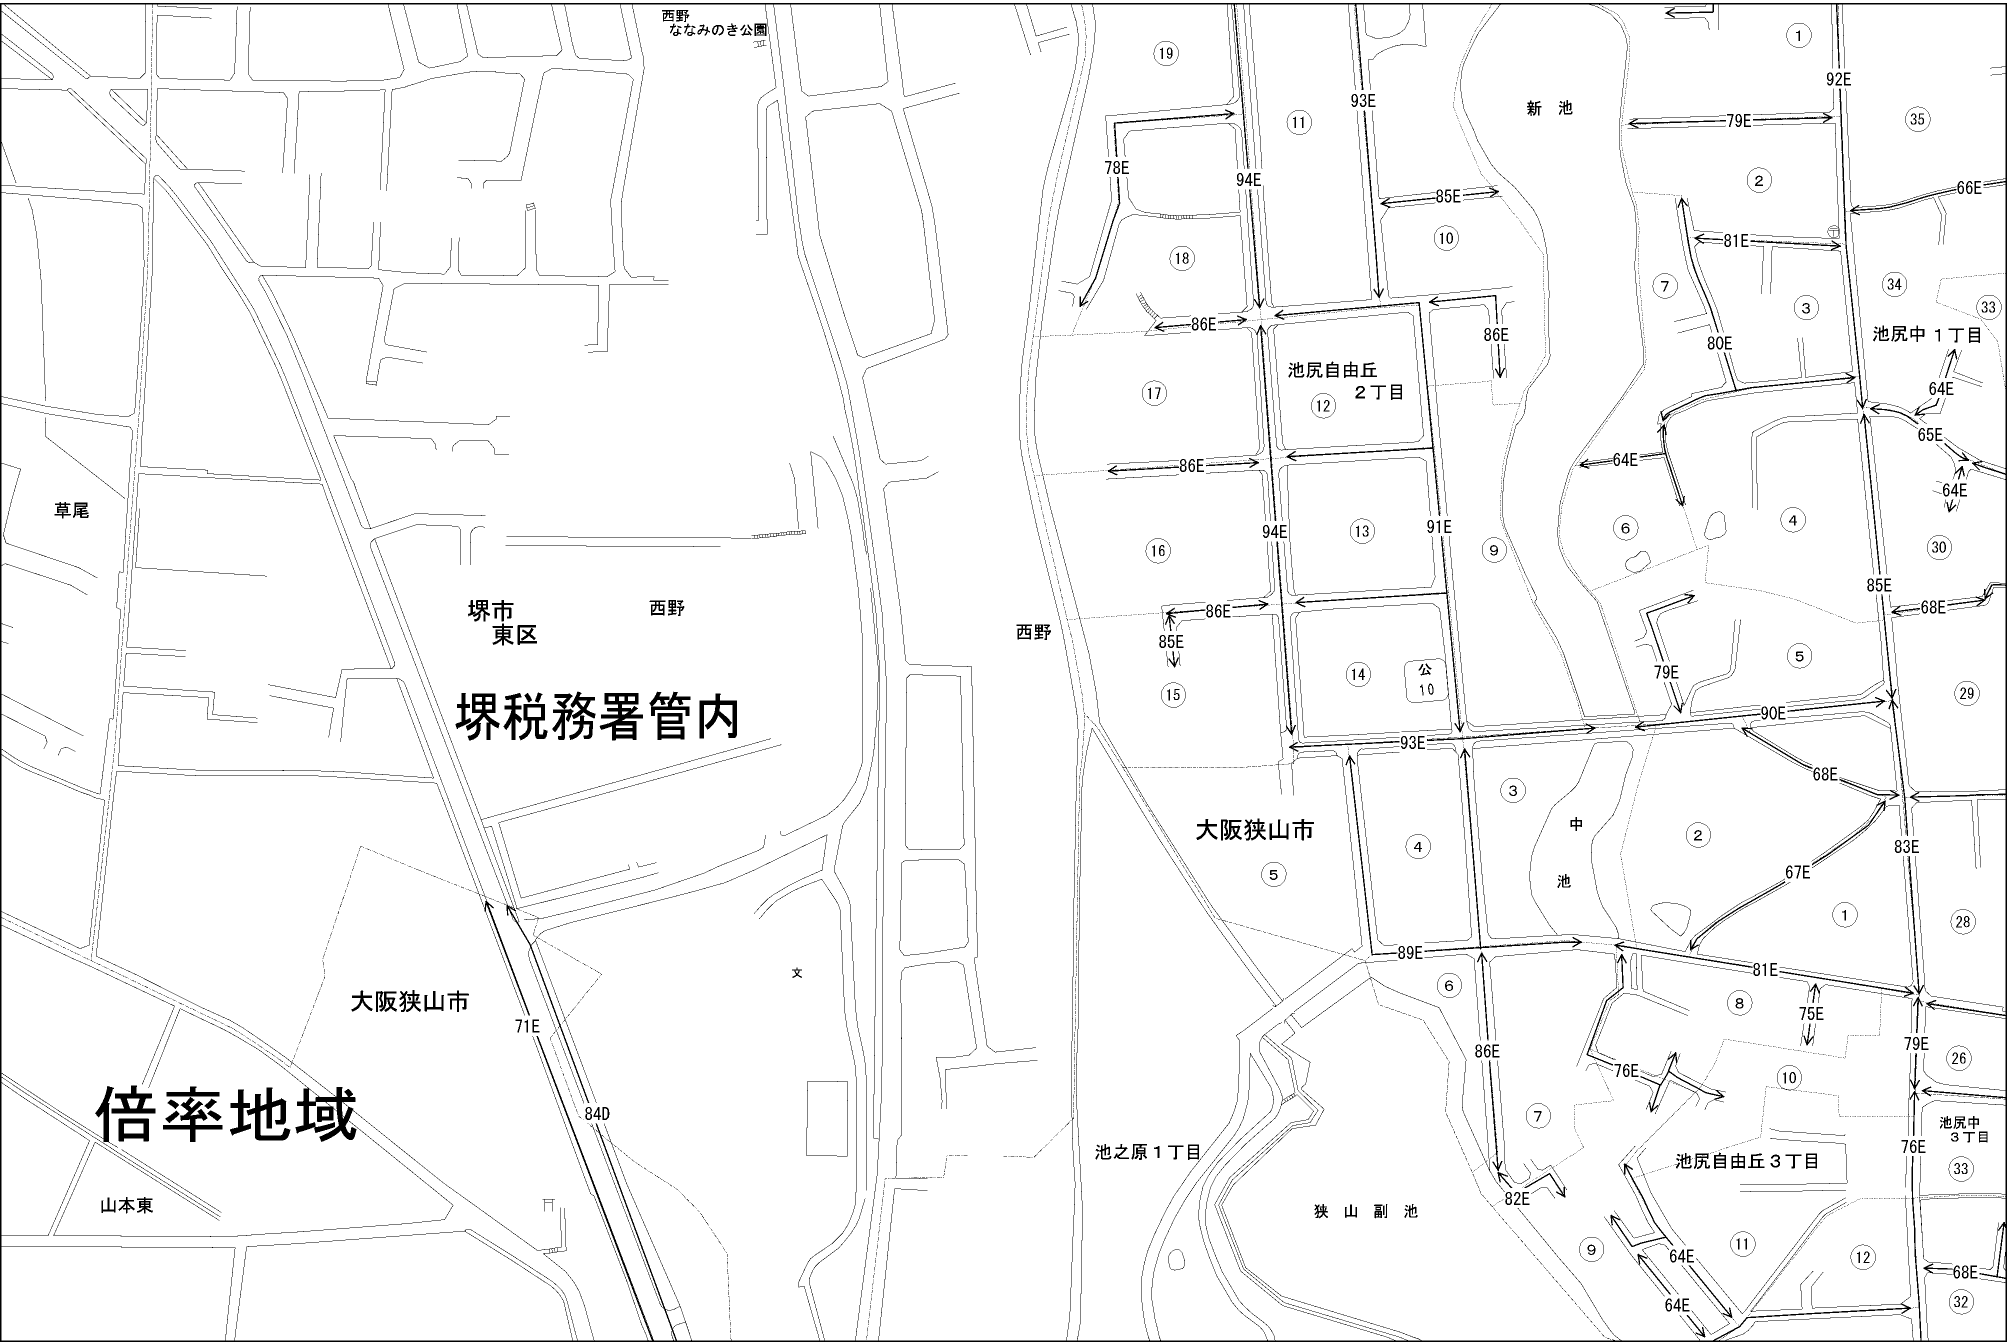 西野
ななみのき公園
19
1
92E
93E
11
新 池
79E
35
78E
94E
2
66E
85E
10
81E
18
7
34
33
3
86E
86E
80E
池尻中1丁目
池尻自由丘
2丁目
17
12
64E
65E
86E
64E
64E
草尾
94E
13
91E
9
6
4
16
30
85E
堺市
東区
西野
86E
68E
西野
85E
15
14
公
10
79E
5
29
堺税務署管内
90E
93E
68E
3
大阪狭山市
中
2
4
83E
5
67E
池
1
28
89E
文
81E
6
大阪狭山市
8
75E
71E
86E
79E
26
76E
10
倍率地域
84D
7
池尻中
3丁目
76E
池之原1丁目
池尻自由丘3丁目
33
山本東
82E
狭 山 副 池
9
11
12
64E
68E
64E
32